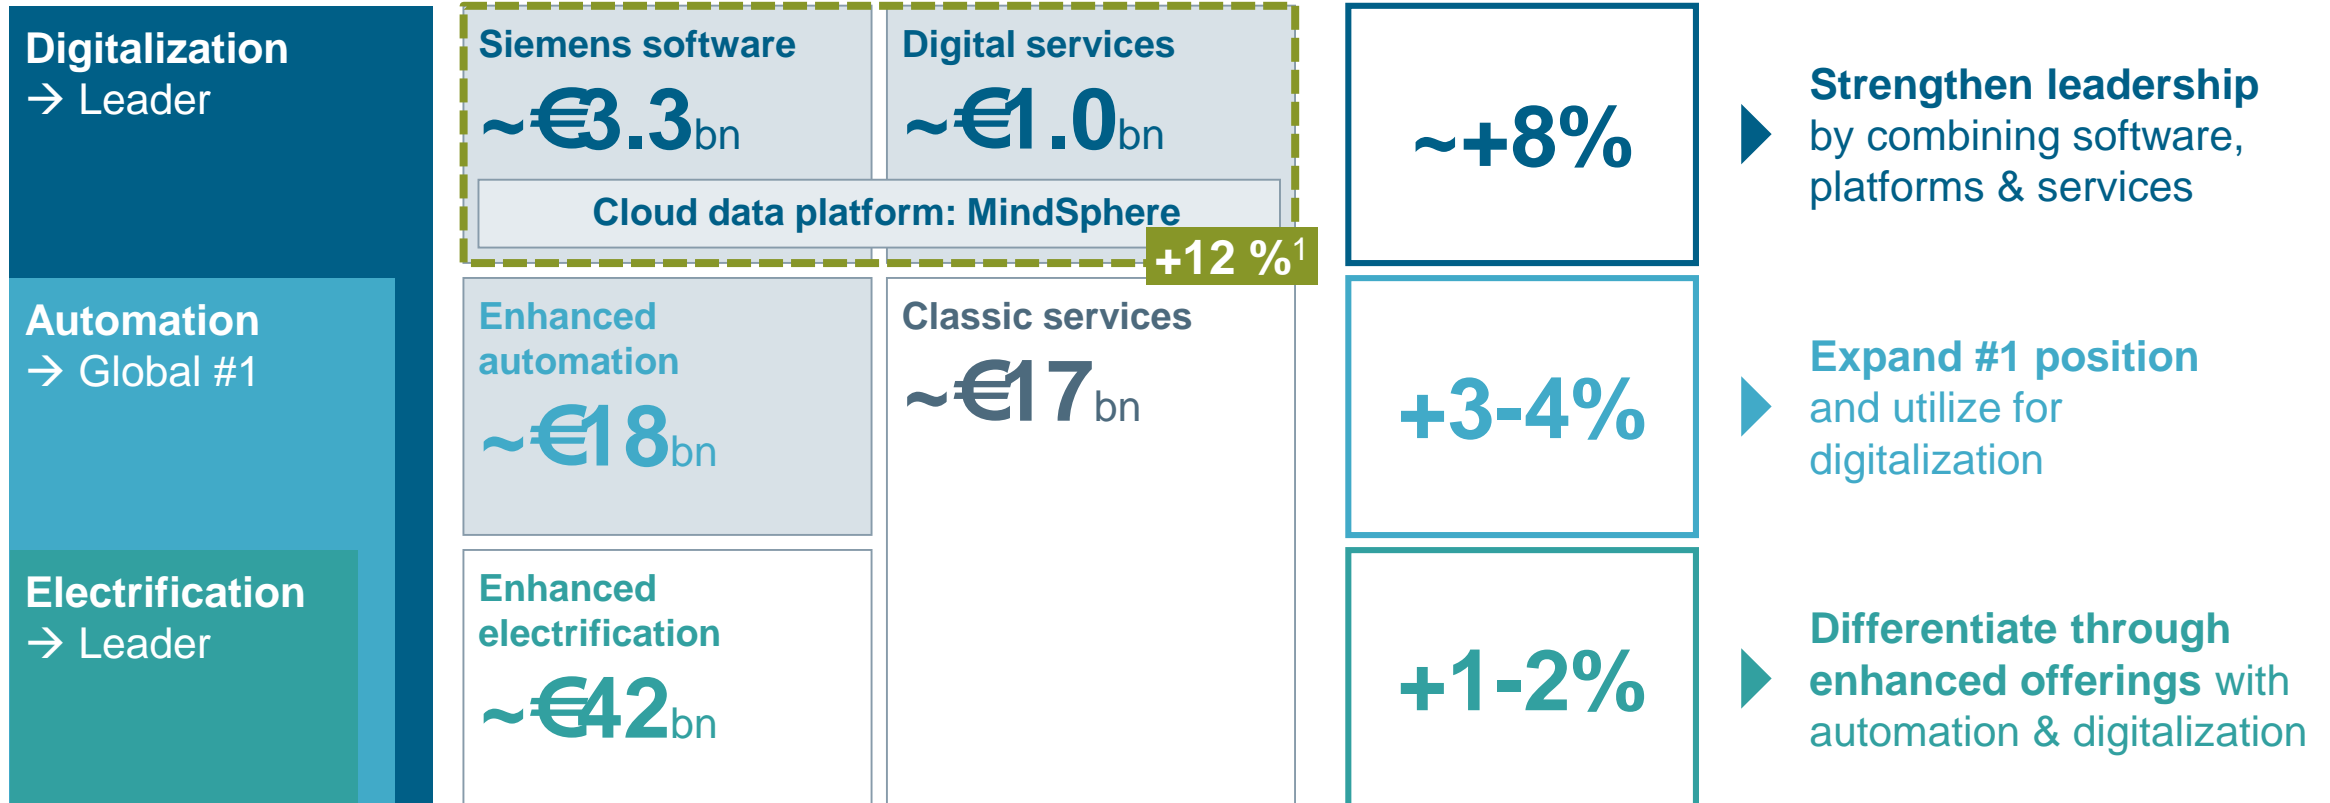 Digitalization
→ Leader
Siemens software
~€3.3bn
Digital services
~€1.0bn
Cloud data platform: MindSphere
+12 %1
~+8%
Strengthen leadership
by combining software,
platforms & services
Automation
→ Global #1
Enhanced
automation
~€18bn
Classic services
~€17bn
+3-4%
Expand #1 position
and utilize for
digitalization
Electrification
→ Leader
Enhanced
electrification
~€42bn
+1-2%
Differentiate through
enhanced offerings with
automation & digitalization